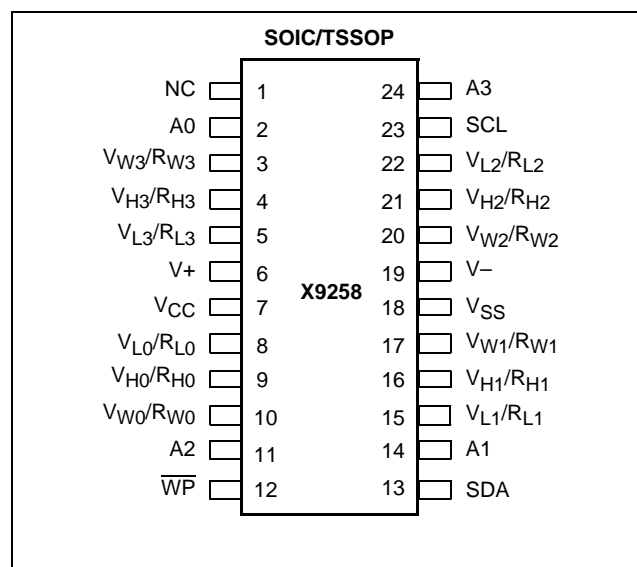 SOIC/TSSOP
NC 1 24 A3
A0 2 23 SCL
VW3/RW3 3 22 VL2/RL2
VH3/RH3 4 21 VH2/RH2
VL3/RL3 5 20 VW2/RW2
V+ 6 19 V–
X9258
VCC 7 18 VSS
VL0/RL0 8 17 VW1/RW1
VH0/RH0 9 16 VH1/RH1
VW0/RW0 10 15 VL1/RL1
A2 11 14 A1
W̅P̅ 12 13 SDA